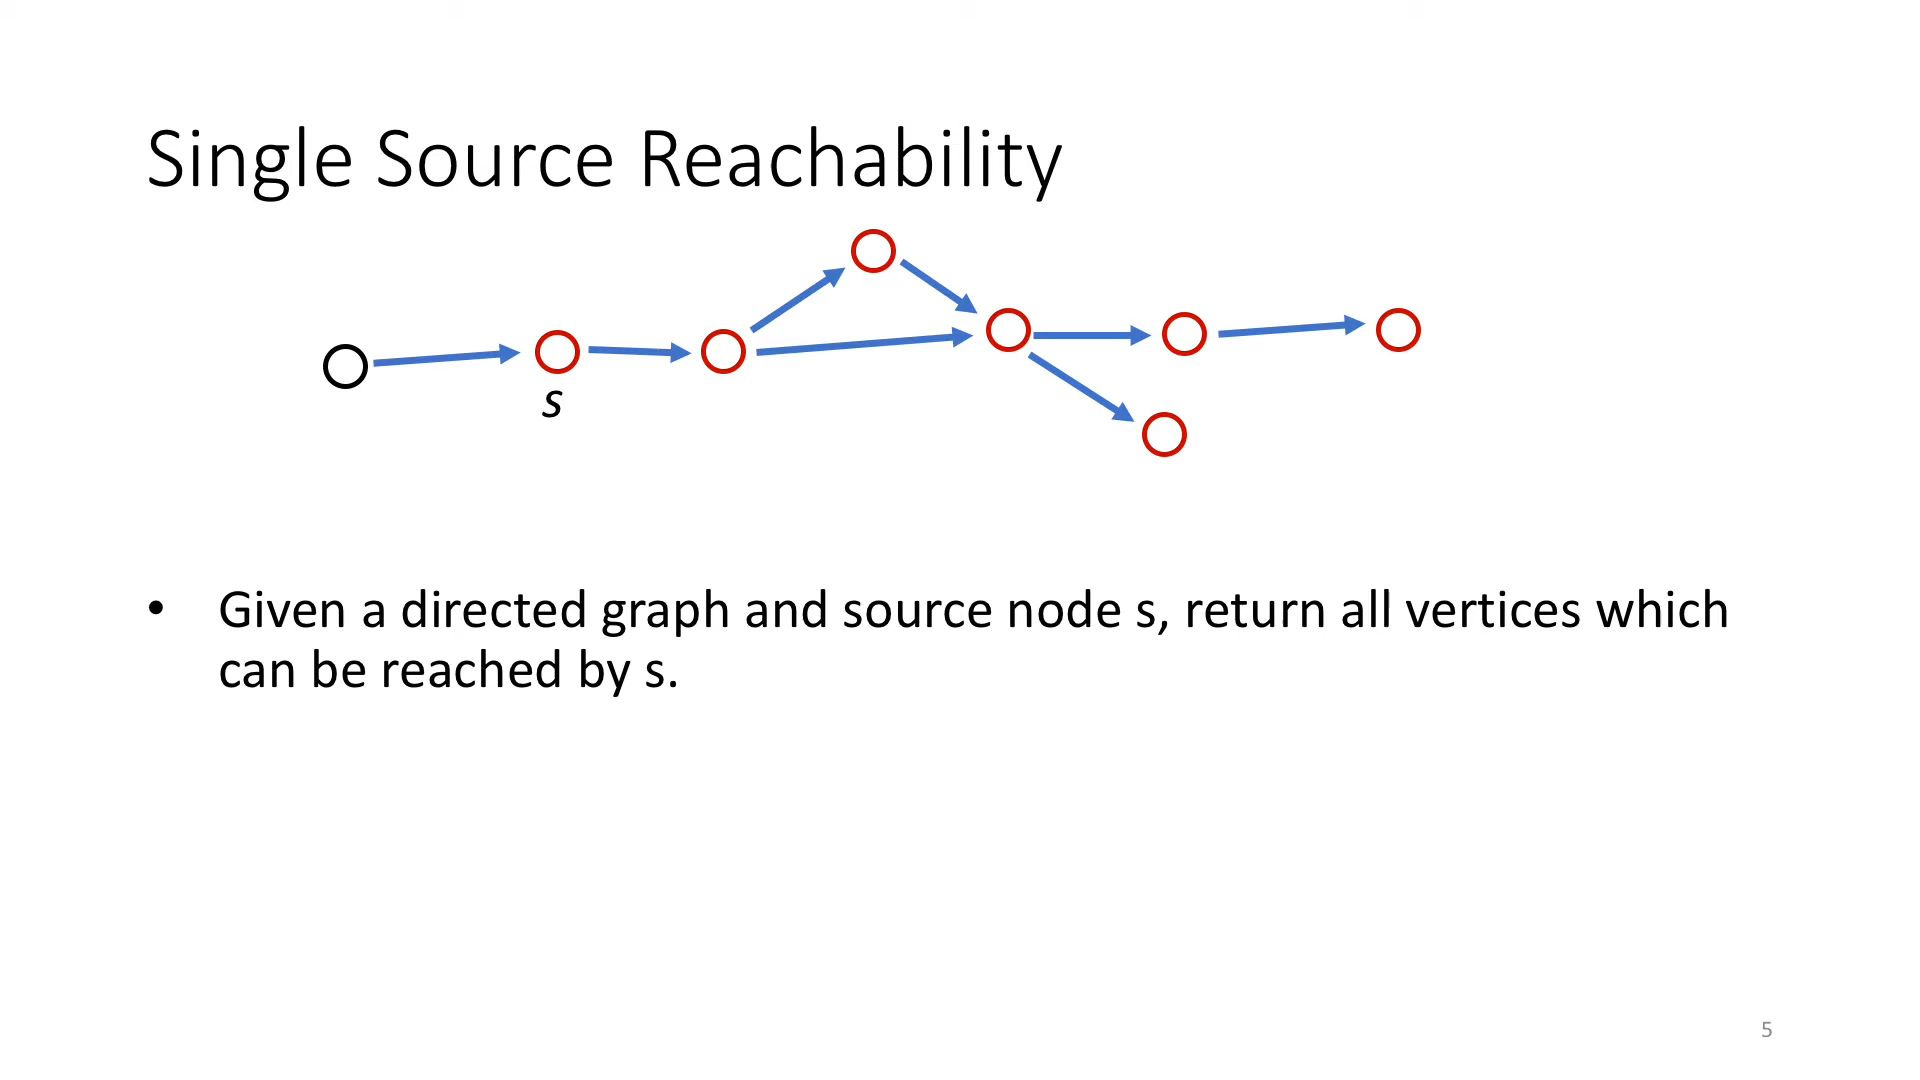 Single Source Reachability
s
• Given a directed graph and source node s, return all vertices which
can be reached by s.
5